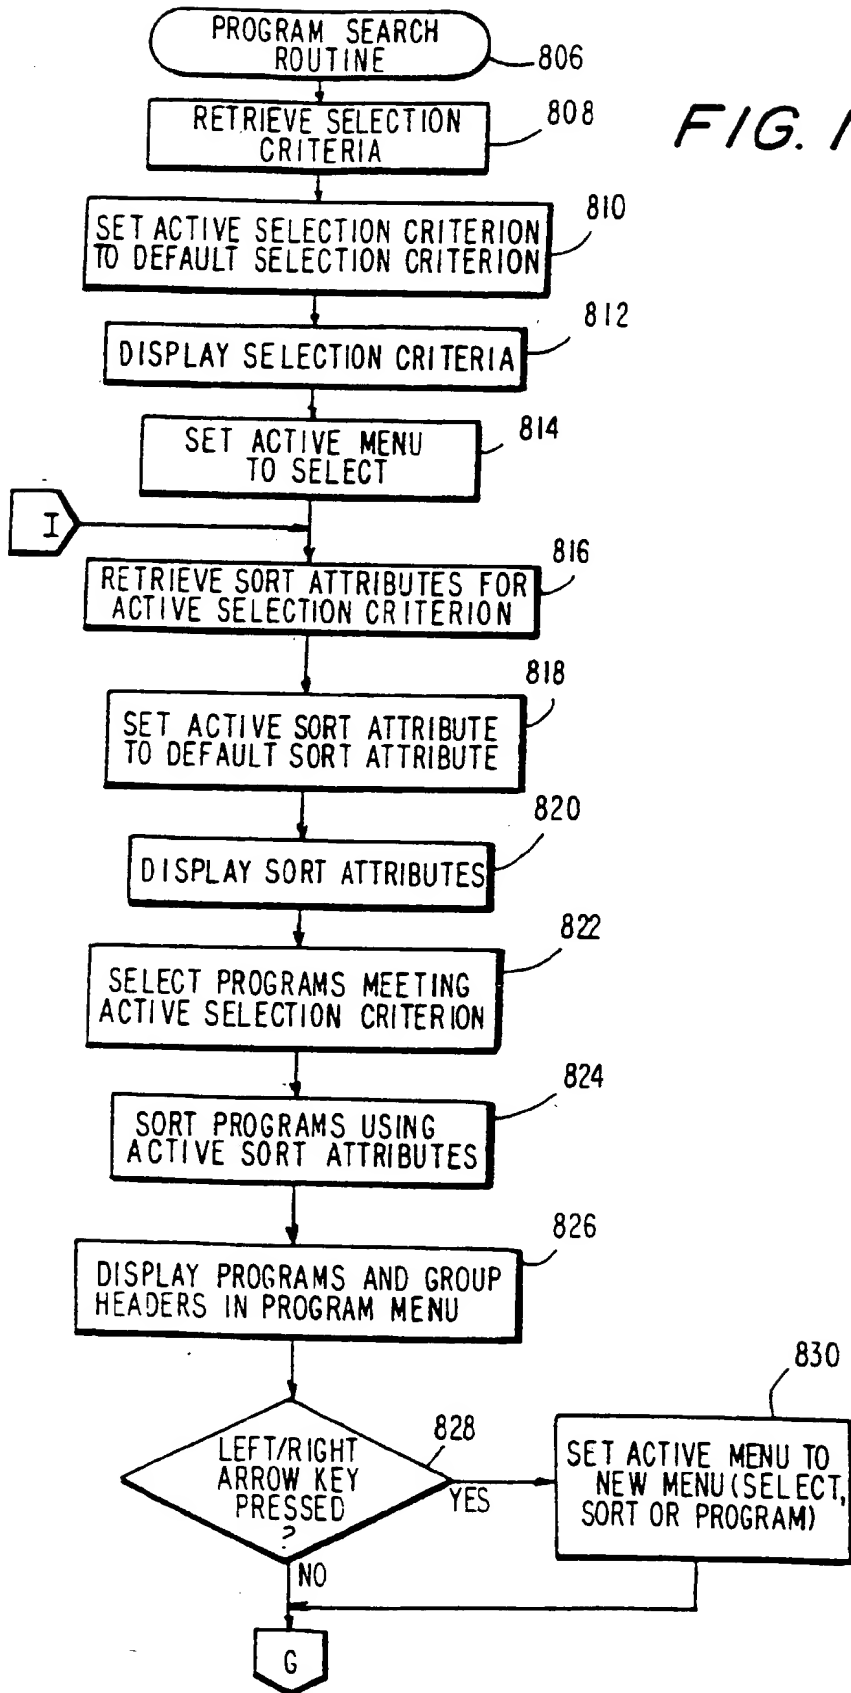 PROGRAM SEARCH
ROUTINE
806
FIG. 1
RETRIEVE SELECTION
CRITERIA
808
SET ACTIVE SELECTION CRITERION
TO DEFAULT SELECTION CRITERION
810
DISPLAY SELECTION CRITERIA
812
SET ACTIVE MENU
TO SELECT
814
I
RETRIEVE SORT ATTRIBUTES FOR
ACTIVE SELECTION CRITERION
816
SET ACTIVE SORT ATTRIBUTE
TO DEFAULT SORT ATTRIBUTE
818
DISPLAY SORT ATTRIBUTES
820
SELECT PROGRAMS MEETING
ACTIVE SELECTION CRITERION
822
SORT PROGRAMS USING
ACTIVE SORT ATTRIBUTES
824
DISPLAY PROGRAMS AND GROUP
HEADERS IN PROGRAM MENU
826
LEFT/RIGHT
ARROW KEY
PRESSED
?
828
YES
NO
SET ACTIVE MENU TO
NEW MENU (SELECT,
SORT OR PROGRAM)
830
G